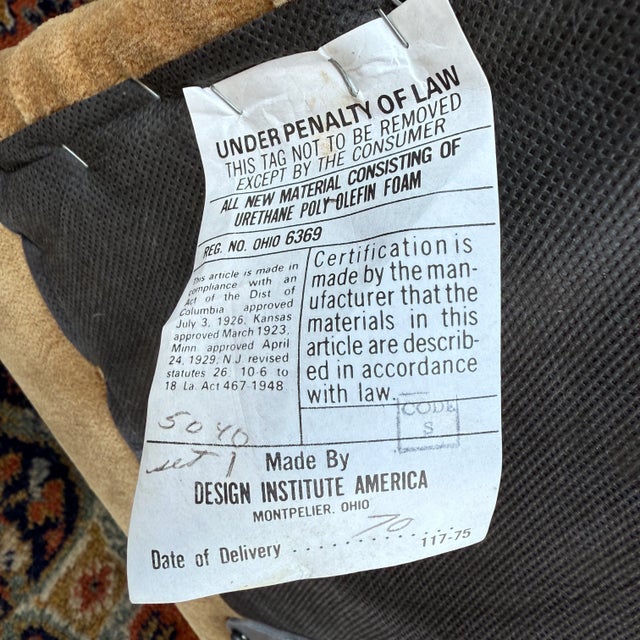 UNDER PENALTY OF LAW
THIS TAG NOT TO BE REMOVED
EXCEPT BY THE CONSUMER
ALL NEW MATERIAL CONSISTING OF
URETHANE POLY-OLEFIN FOAM
REG. NO. OHIO 6369
This article is made in
compliance with an
act of the Dist of
Columbia approved
July 3, 1926, Kansas
approved March 1923,
Minn. approved April
24, 1929, N.J. revised
statutes 26: 10-6 to
18 La. Act 467-1948.
Certification is
made by the man-
ufacturer that the
materials in this
article are describ-
ed in accordance
with law.
CODE
S
5040
set 1
Made By
DESIGN INSTITUTE AMERICA
MONTPELIER, OHIO
Date of Delivery ..................
70
117-75